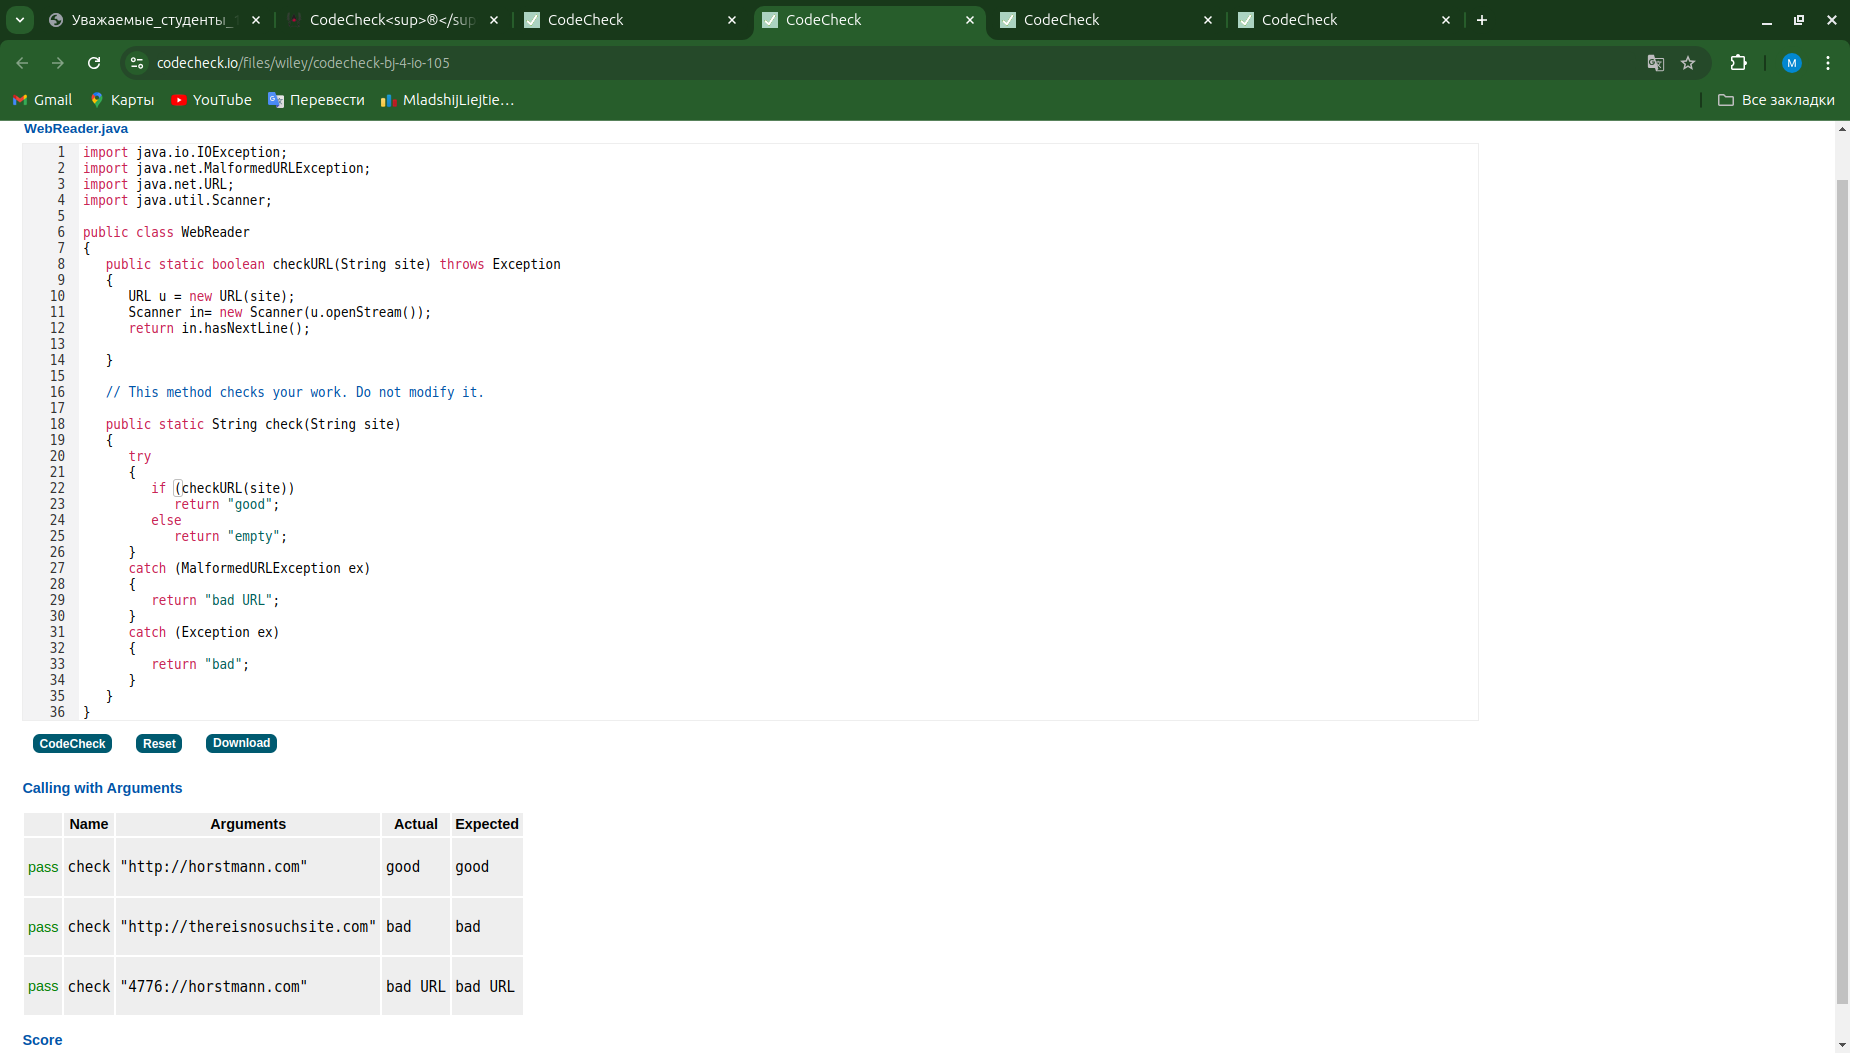 Уважаемые_студенты_
CodeCheck<sup>®</sup
CodeCheck
CodeCheck
CodeCheck
CodeCheck
codecheck.io/files/wiley/codecheck-bj-4-io-105
M
Gmail
Карты
YouTube
Перевести
MladshijLiejtie...
Все закладки
WebReader.java
1 import java.io.IOException;
2 import java.net.MalformedURLException;
3 import java.net.URL;
4 import java.util.Scanner;
5
6 public class WebReader
7 {
8 public static boolean checkURL(String site) throws Exception
9 {
10 URL u = new URL(site);
11 Scanner in= new Scanner(u.openStream());
12 return in.hasNextLine();
13
14 }
15
16 // This method checks your work. Do not modify it.
17
18 public static String check(String site)
19 {
20 try
21 {
22 if (checkURL(site))
23 return "good";
24 else
25 return "empty";
26 }
27 catch (MalformedURLException ex)
28 {
29 return "bad URL";
30 }
31 catch (Exception ex)
32 {
33 return "bad";
34 }
35 }
36 }
CodeCheck Reset Download
Calling with Arguments
Name Arguments Actual Expected
pass check "http://horstmann.com" good good
pass check "http://thereisnosuchsite.com" bad bad
pass check "4776://horstmann.com" bad URL bad URL
Score